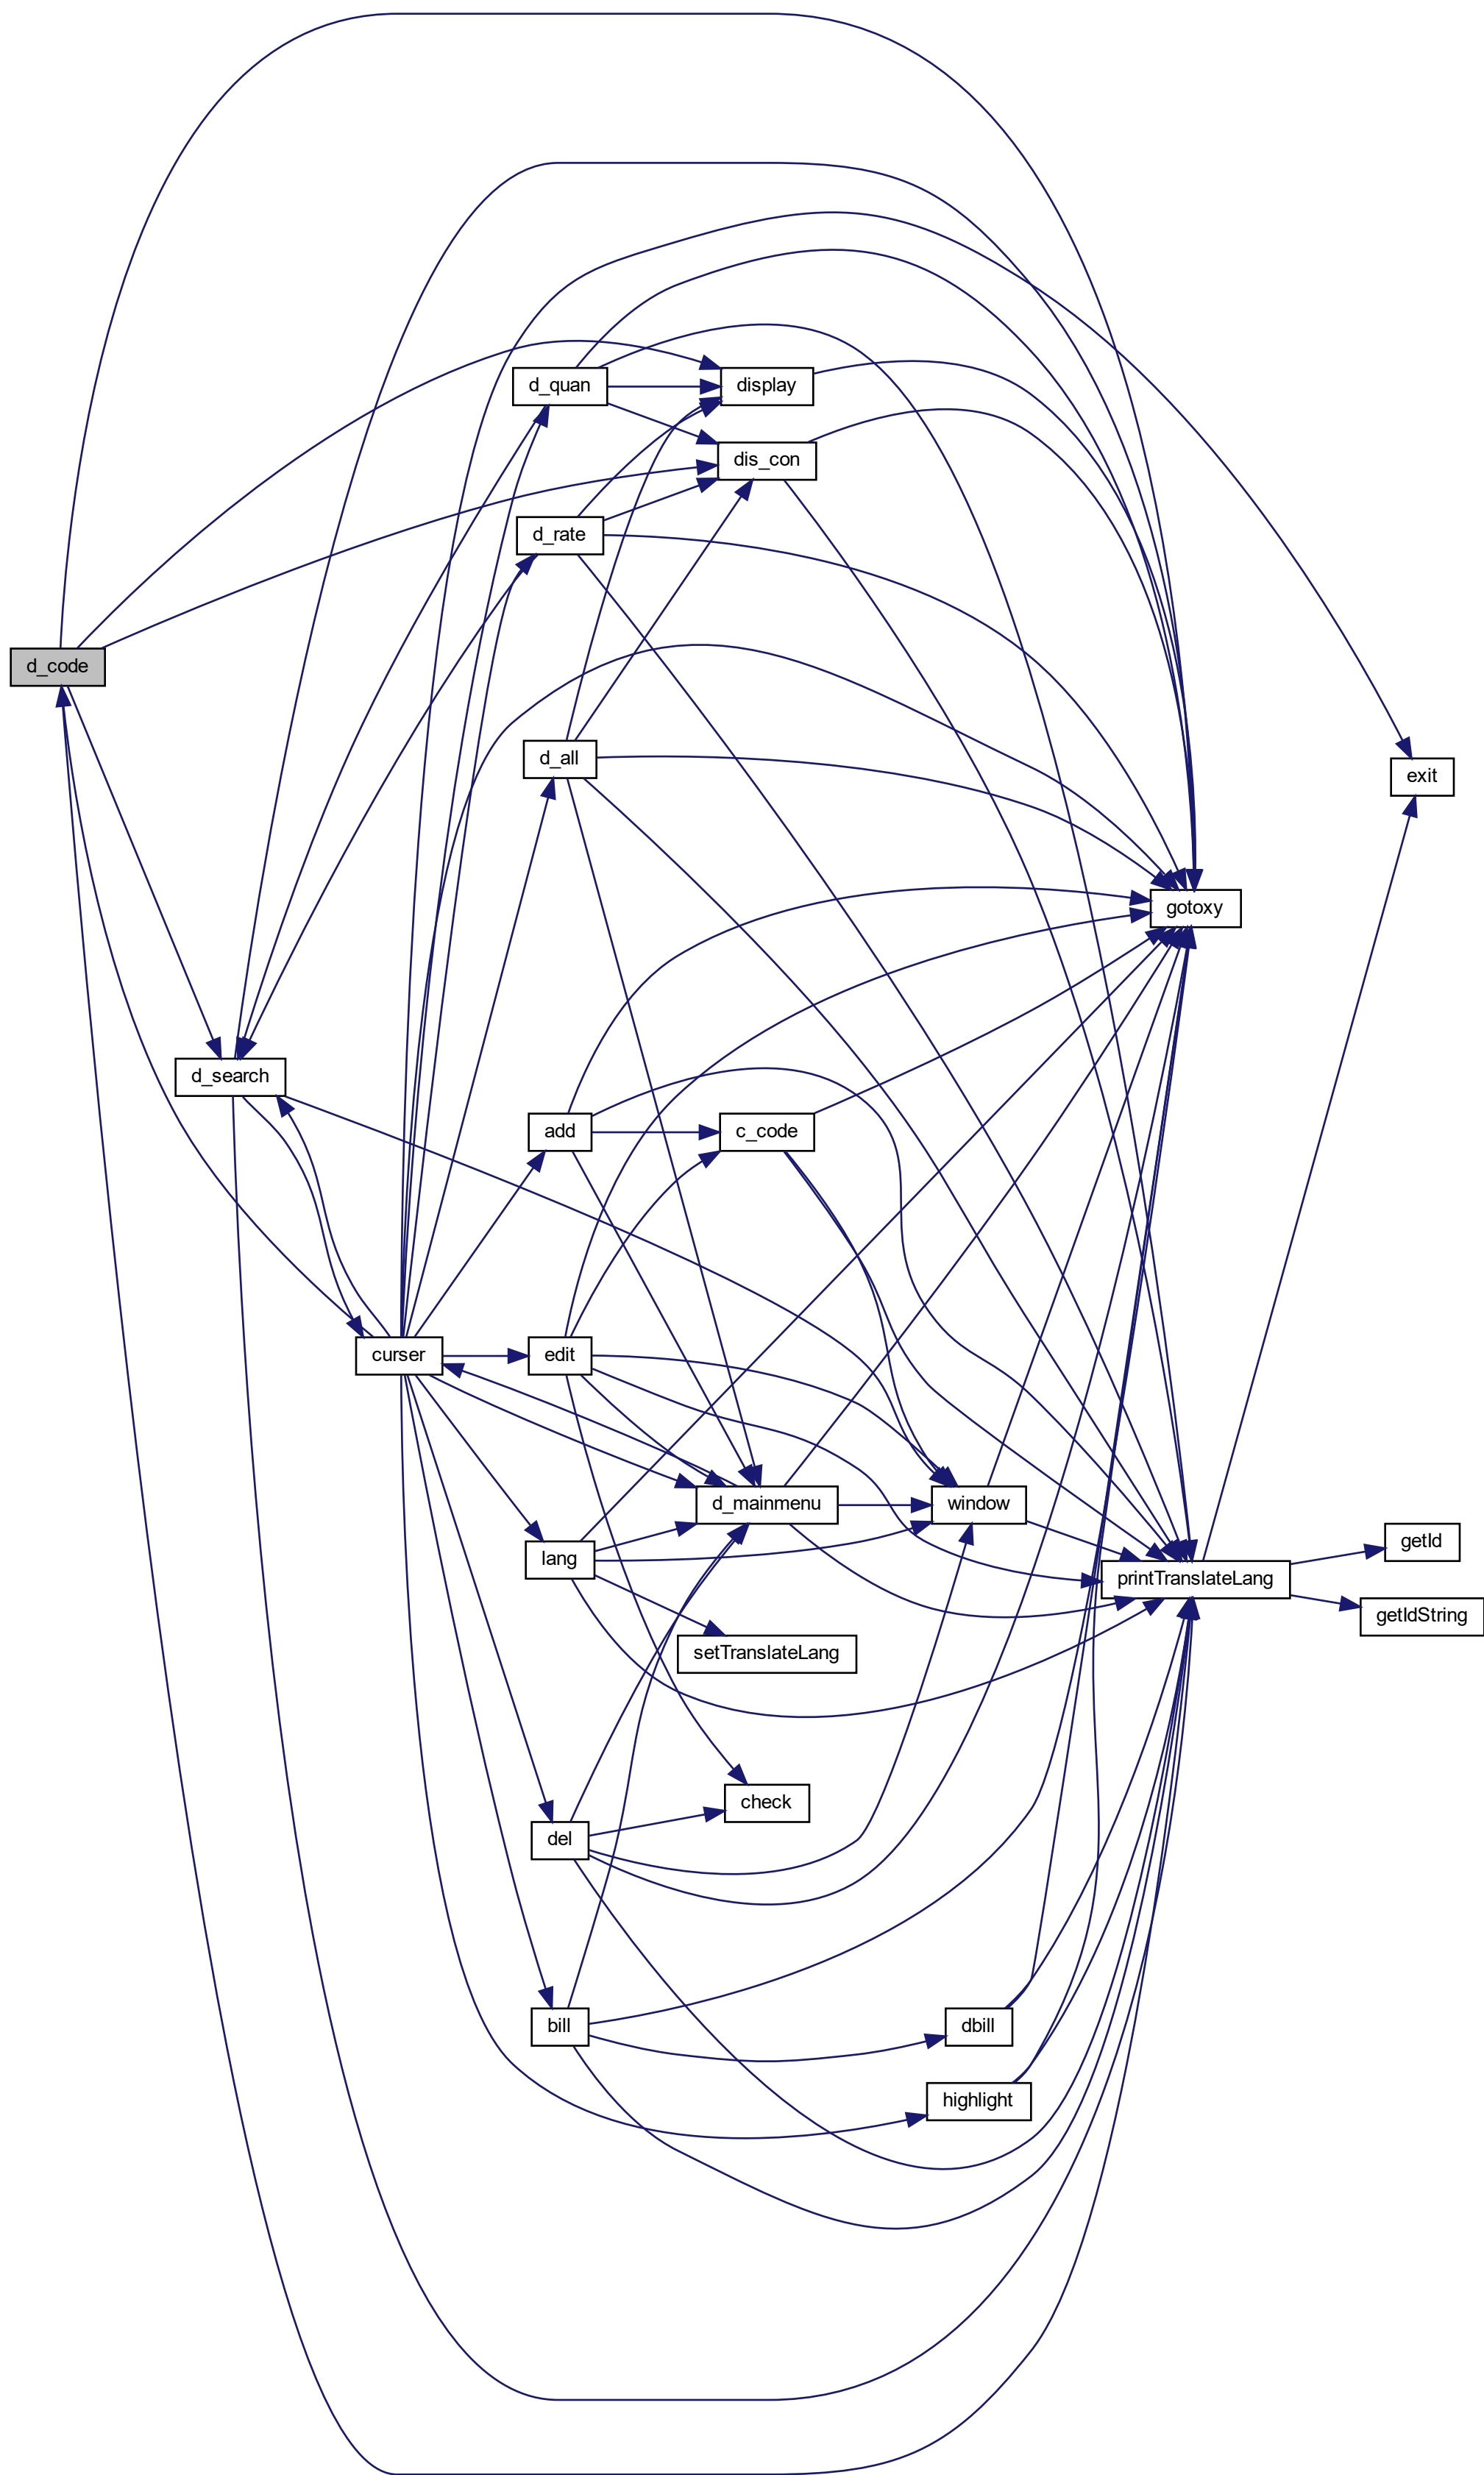 d_quan
display
dis_con
d_rate
d_code
d_all
exit
gotoxy
d_search
add
c_code
curser
edit
d_mainmenu
window
lang
getId
printTranslateLang
getIdString
setTranslateLang
check
del
bill
dbill
highlight